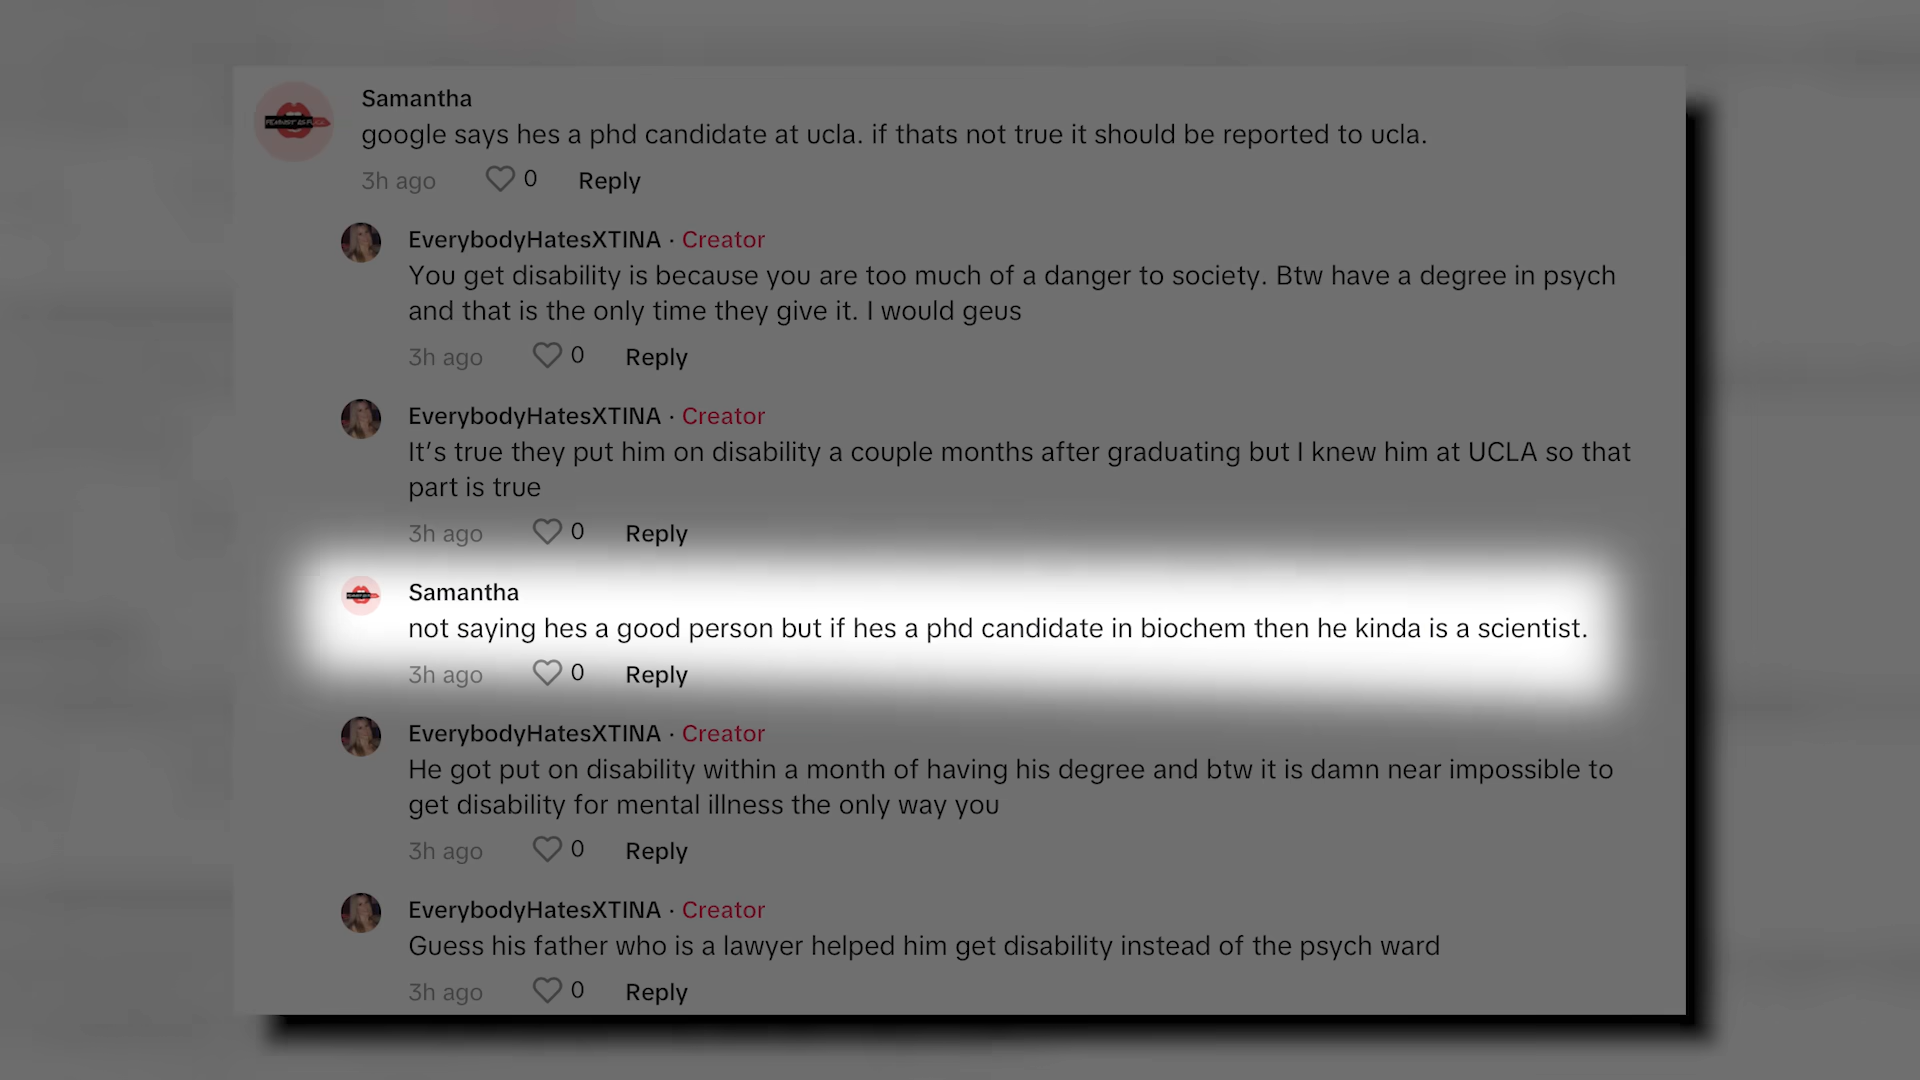 Samantha
google says hes a phd candidate at ucla. if thats not true it should be reported to ucla.
3h ago 0 Reply
EverybodyHatesXTINA · Creator
You get disability is because you are too much of a danger to society. Btw have a degree in psych
and that is the only time they give it. I would geus
3h ago 0 Reply
EverybodyHatesXTINA · Creator
It’s true they put him on disability a couple months after graduating but I knew him at UCLA so that
part is true
3h ago 0 Reply
Samantha
not saying hes a good person but if hes a phd candidate in biochem then he kinda is a scientist.
3h ago 0 Reply
EverybodyHatesXTINA · Creator
He got put on disability within a month of having his degree and btw it is damn near impossible to
get disability for mental illness the only way you
3h ago 0 Reply
EverybodyHatesXTINA · Creator
Guess his father who is a lawyer helped him get disability instead of the psych ward
3h ago 0 Reply